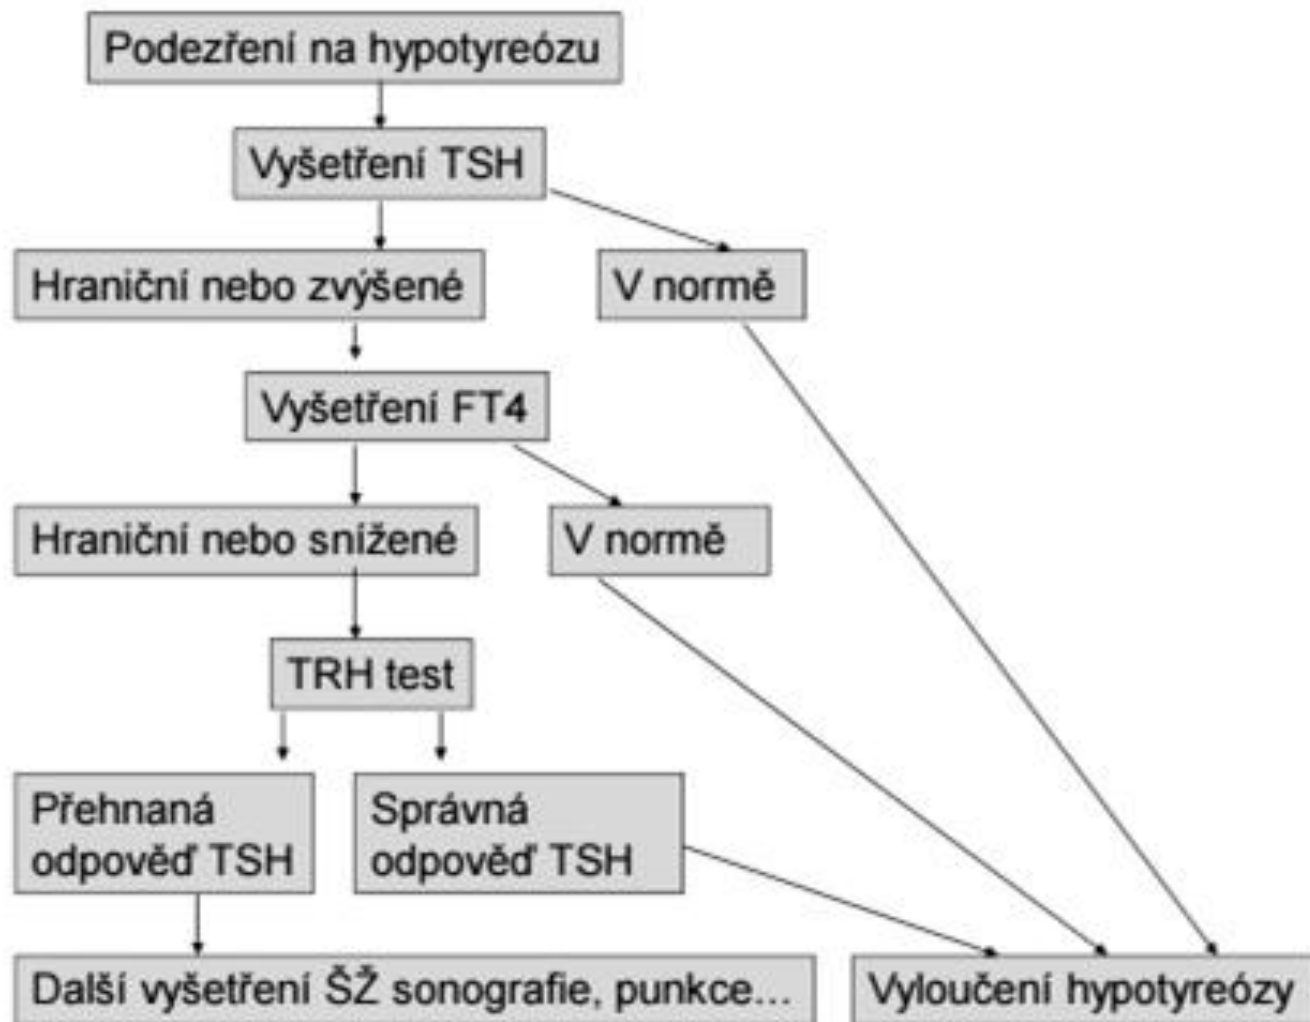 Podezření na hypotyreózu
Vyšetření TSH
Hraniční nebo zvýšené
V normě
Vyšetření FT4
Hraniční nebo snížené
V normě
TRH test
Přehnaná
odpověď TSH
Správná
odpověď TSH
Další vyšetření ŠŽ sonografie, punkce...
Vyloučení hypotyreózy